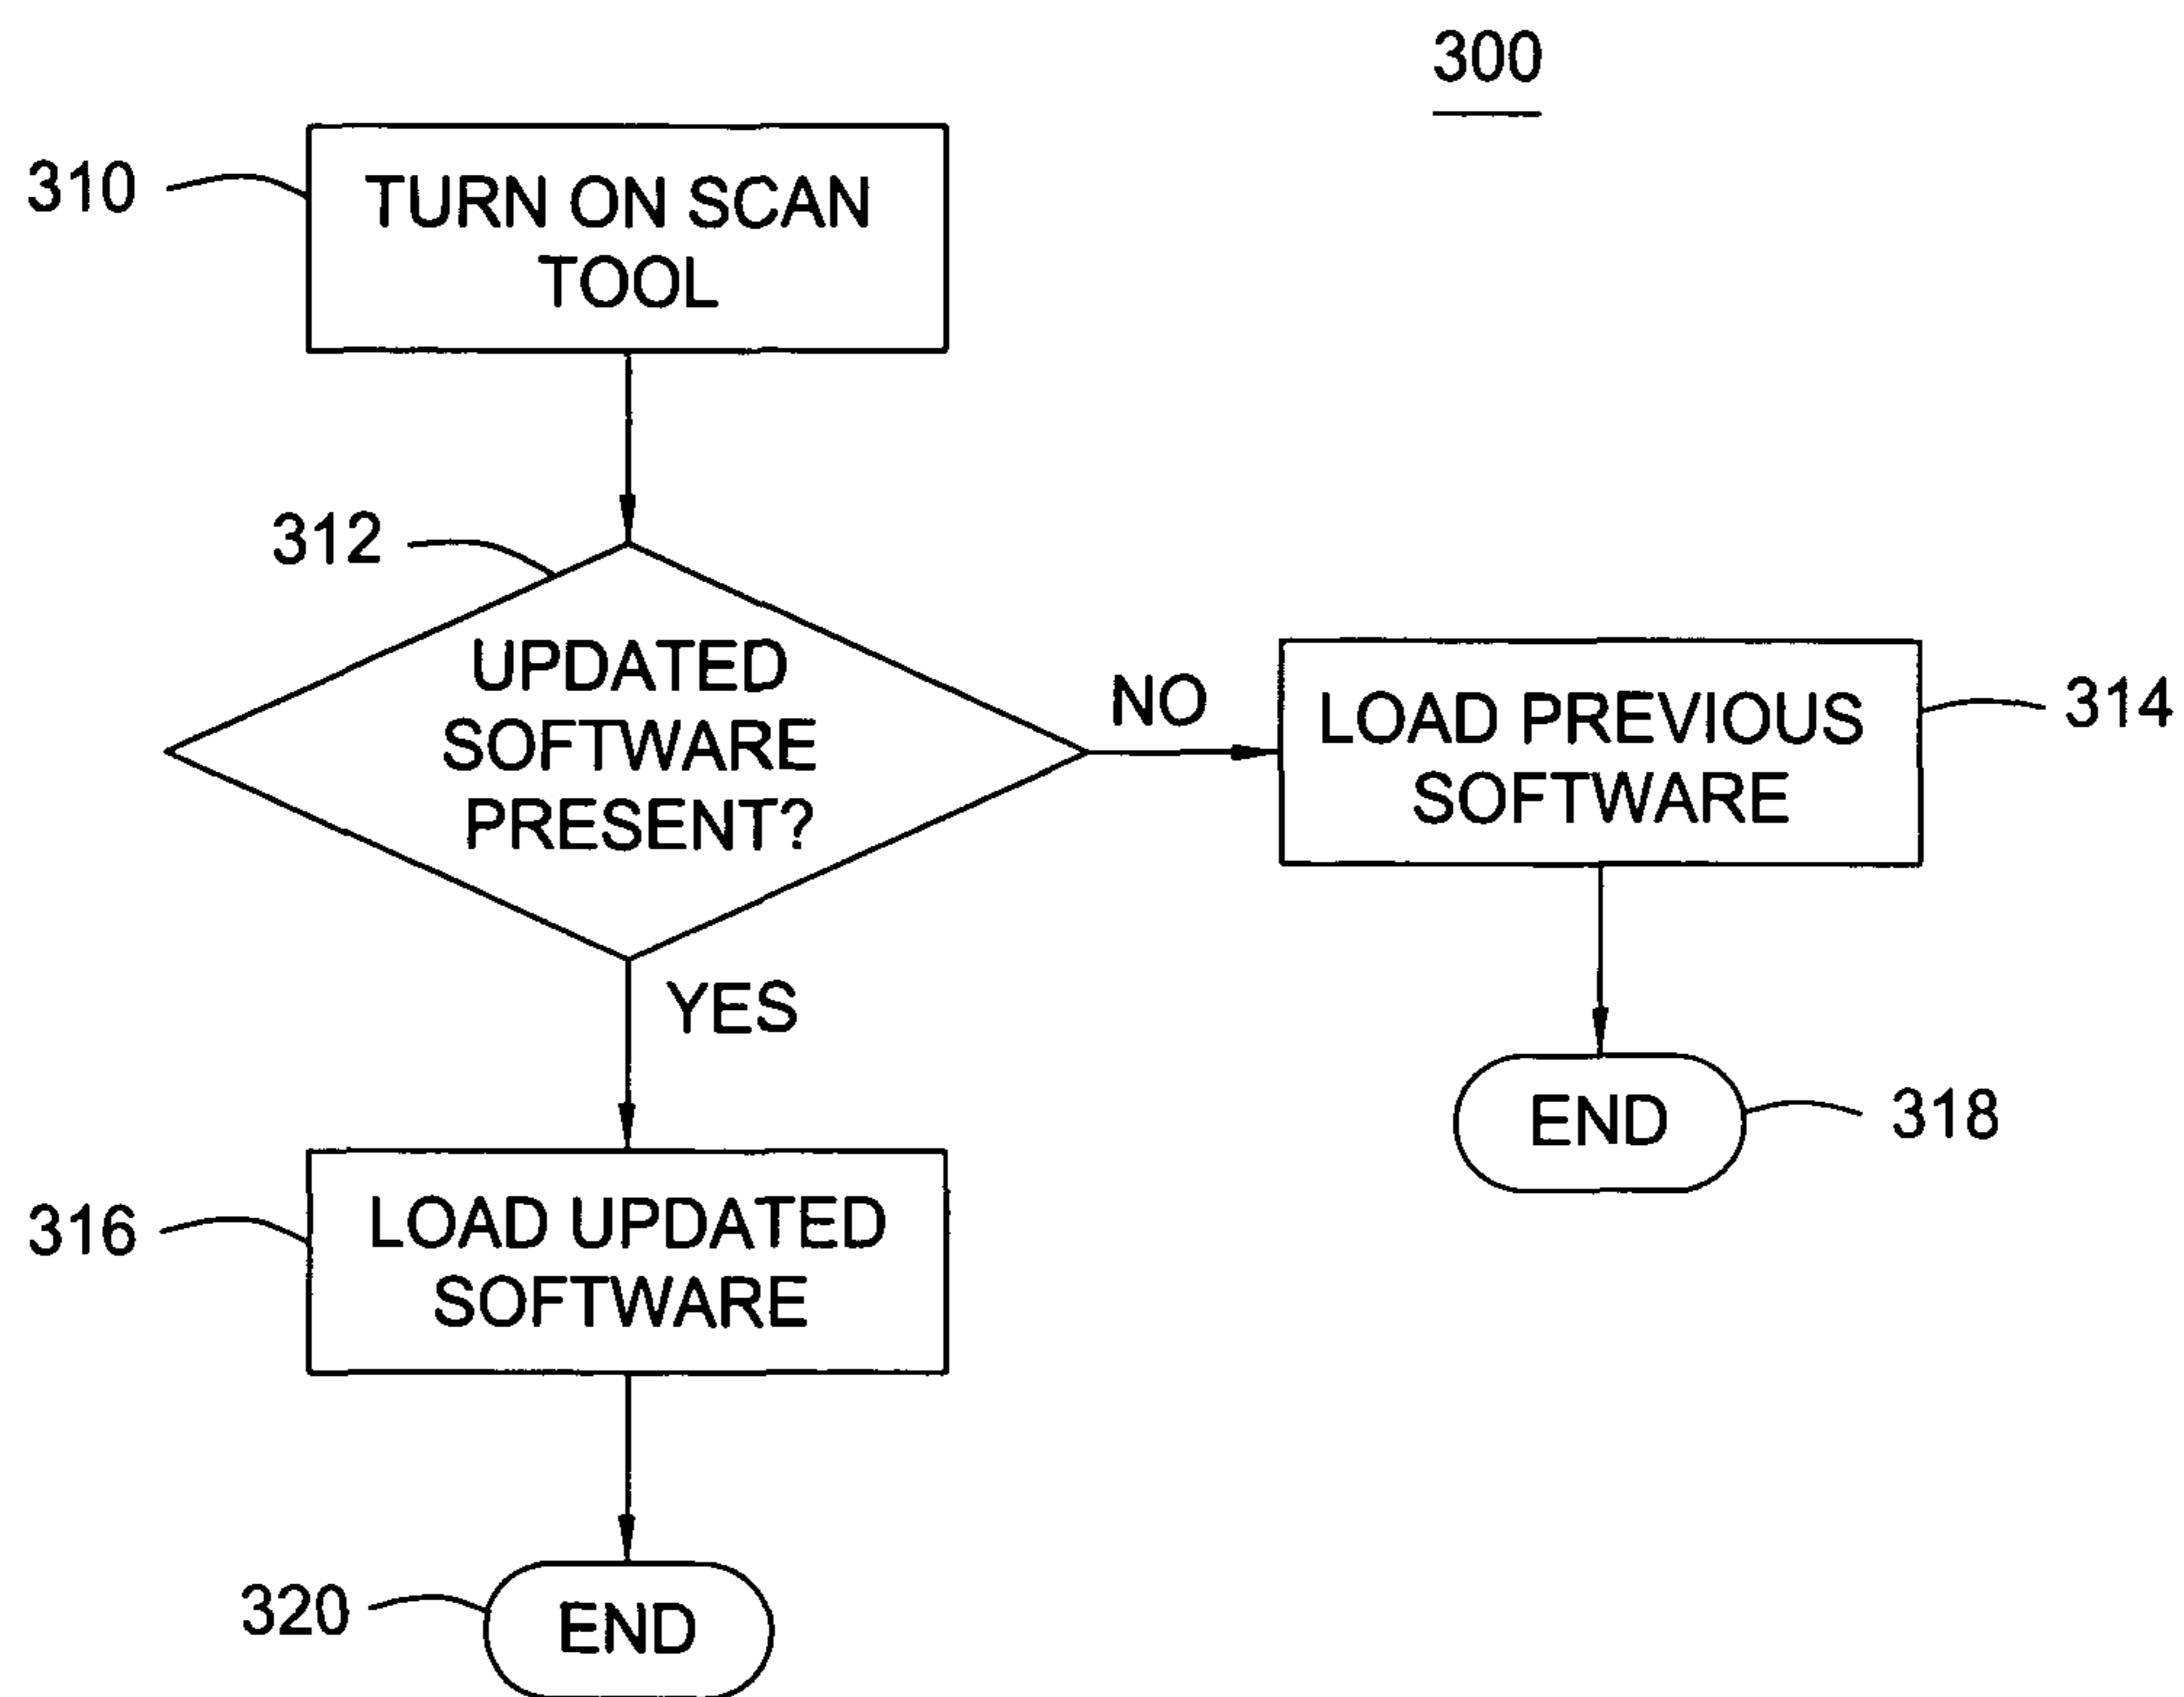 300
310
TURN ON SCAN
TOOL
312
UPDATED
SOFTWARE
PRESENT?
NO
LOAD PREVIOUS
SOFTWARE
314
YES
END
318
316
LOAD UPDATED
SOFTWARE
320
END